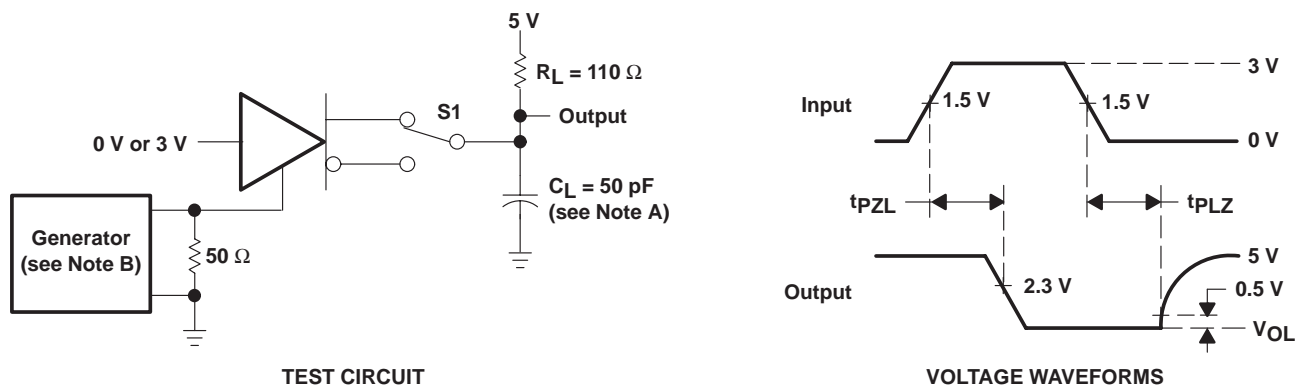 5 V
RL = 110 Ω
S1
Output
0 V or 3 V
CL = 50 pF
(see Note A)
Generator
(see Note B)
50 Ω
TEST CIRCUIT
3 V
Input
1.5 V
1.5 V
0 V
tPZL
tPLZ
5 V
Output
2.3 V
0.5 V
VOL
VOLTAGE WAVEFORMS